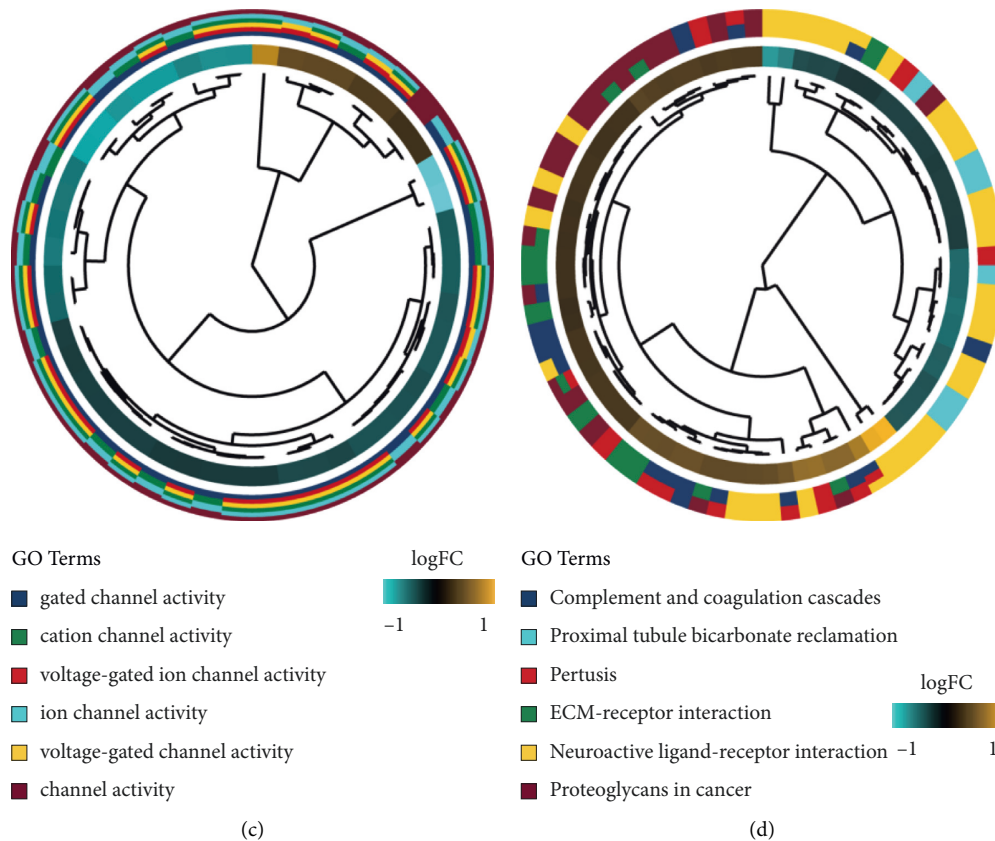 GO Terms
logFC
gated channel activity
–1 1
cation channel activity
voltage-gated ion channel activity
ion channel activity
voltage-gated channel activity
channel activity
(c)
GO Terms
Complement and coagulation cascades
Proximal tubule bicarbonate reclamation
Pertusis
logFC
ECM-receptor interaction
Neuroactive ligand-receptor interaction
–1 1
Proteoglycans in cancer
(d)